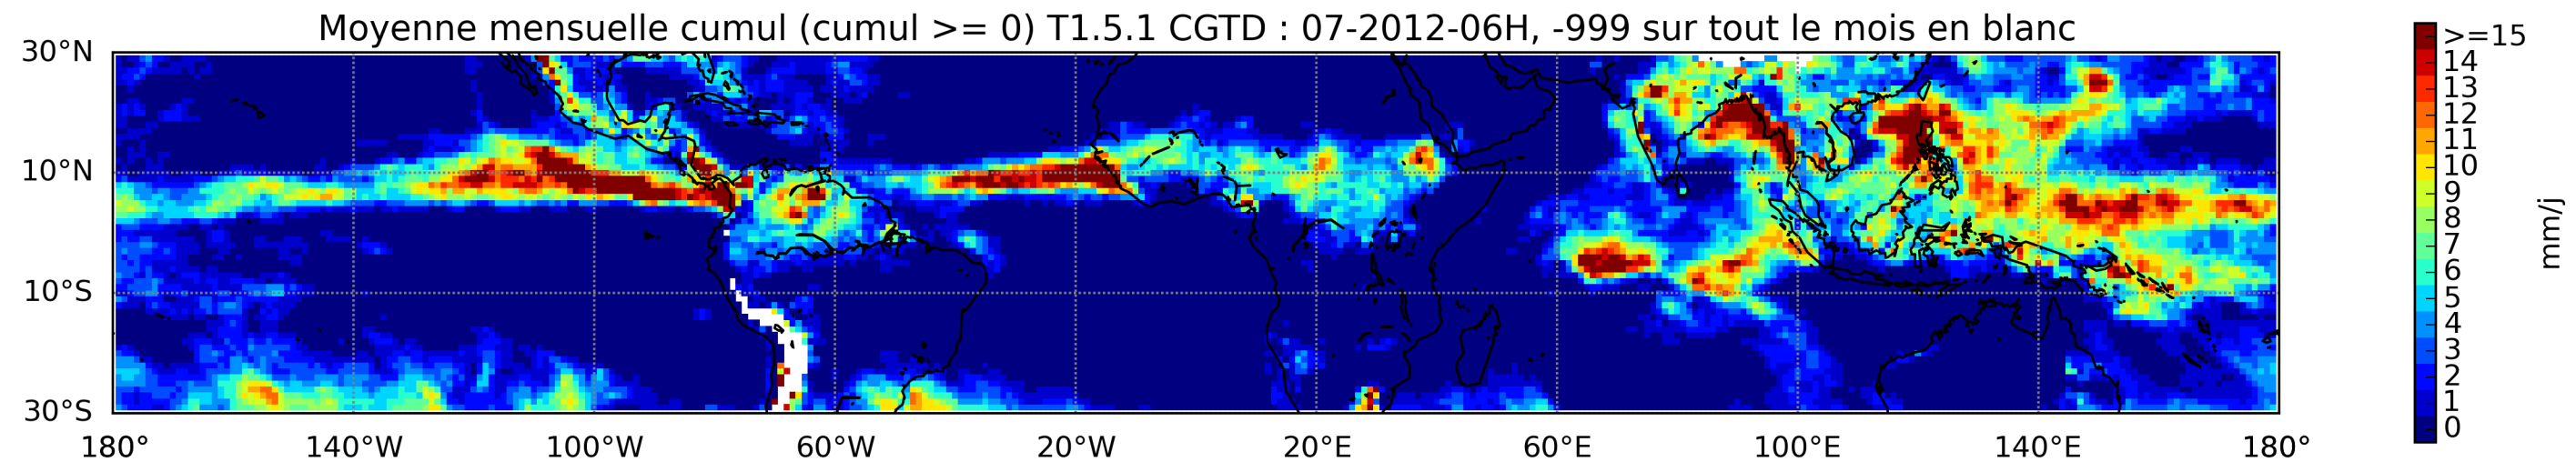 Moyenne mensuelle cumul (cumul >= 0) T1.5.1 CGTD : 07-2012-06H, -999 sur tout le mois en blanc
30°N
10°N
10°S
30°S
180° 140°W 100°W 60°W 20°W 20°E 60°E 100°E 140°E 180°
>=15
14
13
12
11
10
9
8
7
6
5
4
3
2
1
0
mm/j